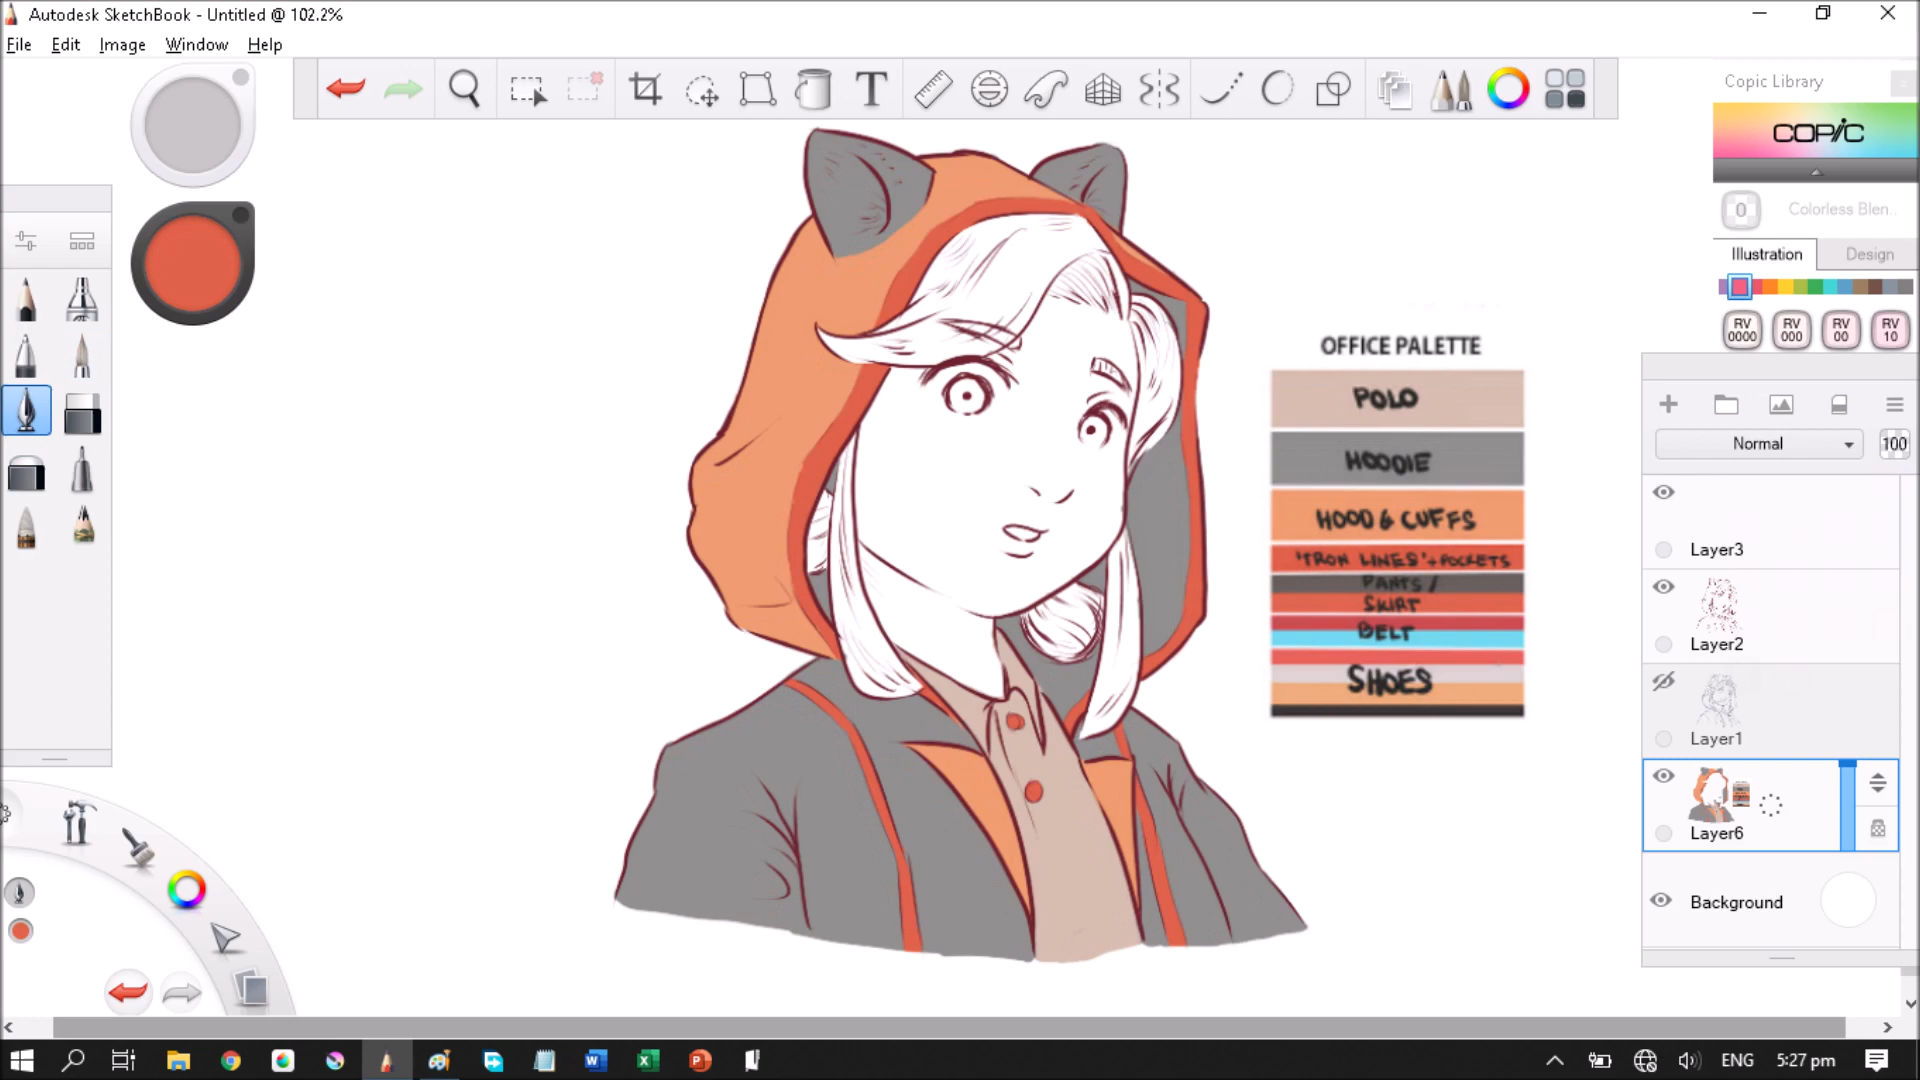 Autodesk SketchBook - Untitled @ 102.2%
File Edit Image Window Help
T
Copic Library
COPIC
0 Colorless Blen..
Illustration Design
RV 0000
RV 000
RV 00
RV 10
OFFICE PALETTE
POLO
HOODIE
HOOD & CUFFS
"TRON LINES" + POCKETS
PANTS /
SKIRT
BELT
SHOES
Normal 100
Layer3
Layer2
Layer1
Layer6
Background
ENG 5:27 pm